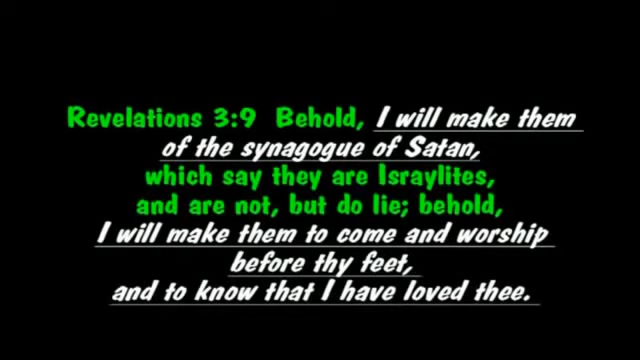 Revelations 3:9 Behold, I will make them
of the synagogue of Satan,
which say they are Israylites,
and are not, but do lie; behold,
I will make them to come and worship
before thy feet,
and to know that I have loved thee.